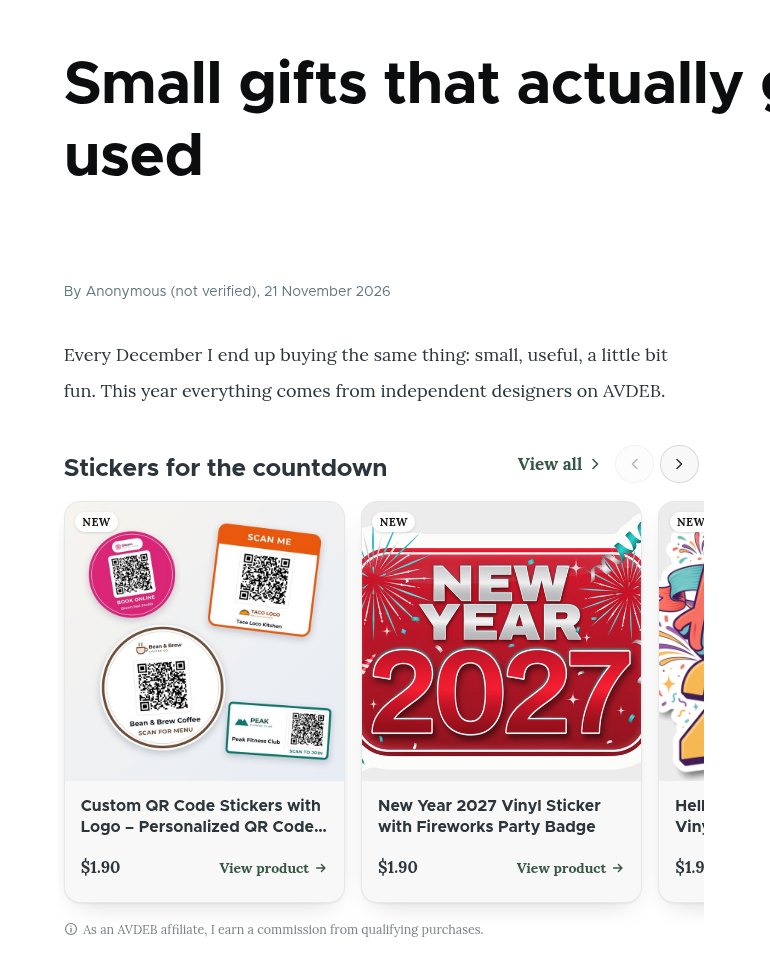 Small gifts that actually
used
By Anonymous (not verified), 21 November 2026
Every December I end up buying the same thing: small, useful, a little bit
fun. This year everything comes from independent designers on AVDEB.
Stickers for the countdown
View all
NEW
SCAN ME
BOOK ONLINE
TACO LOCO
Taco Loco Kitchen
Bean & Brew
Bean & Brew Coffee
SCAN FOR MENU
PEAK
Peak Fitness Club
SCAN TO JOIN
Custom QR Code Stickers with
Logo – Personalized QR Code...
$1.90
View product
NEW
NEW
YEAR
2027
New Year 2027 Vinyl Sticker
with Fireworks Party Badge
$1.90
View product
NEW
As an AVDEB affiliate, I earn a commission from qualifying purchases.